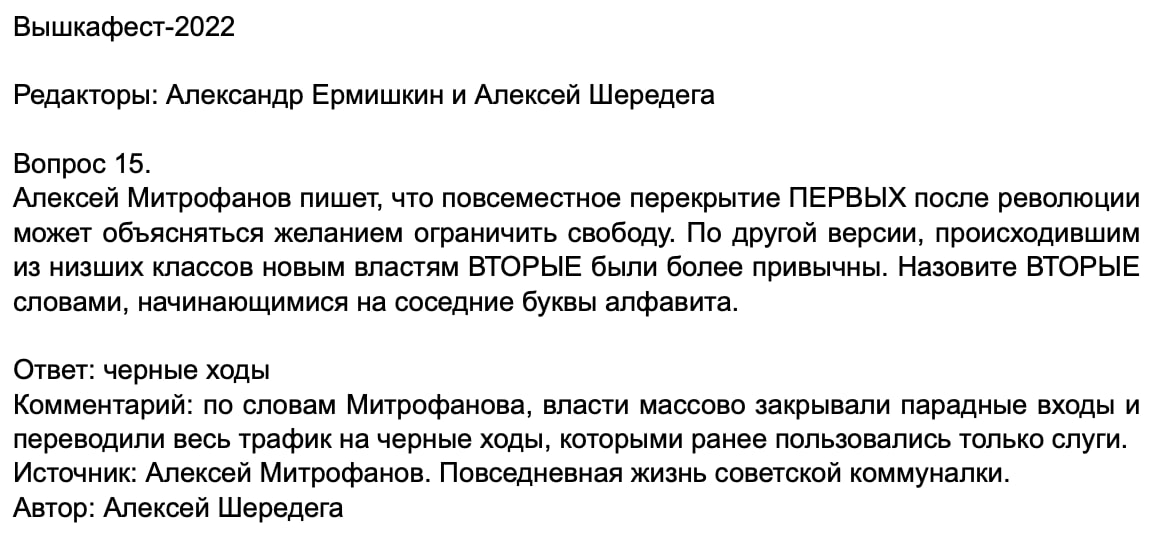 Вышкафест-2022
Редакторы: Александр Ермишкин и Алексей Шередега
Вопрос 15.
Алексей Митрофанов пишет, что повсеместное перекрытие ПЕРВЫХ после революции
может объясняться желанием ограничить свободу. По другой версии, происходившим
из низших классов новым властям ВТОРЫЕ были более привычны. Назовите ВТОРЫЕ
словами, начинающимися на соседние буквы алфавита.
Ответ: черные ходы
Комментарий: по словам Митрофанова, власти массово закрывали парадные входы и
переводили весь трафик на черные ходы, которыми ранее пользовались только слуги.
Источник: Алексей Митрофанов. Повседневная жизнь советской коммуналки.
Автор: Алексей Шередега